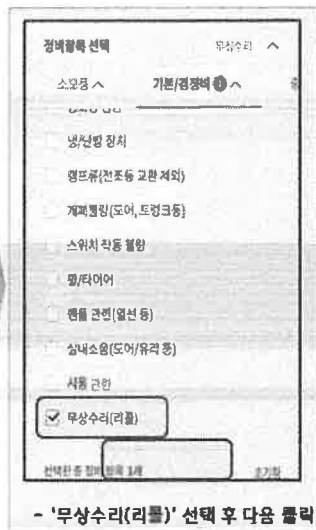 정비항목 선택 무상수리
소모품 기본/경정비 1
냉/난방 장치
램프류(전조등 교환 제외)
개폐불량(도어, 트렁크등)
스위치 작동 불량
휠/타이어
핸들 관련(열선 등)
실내소음(도어/유격 등)
시동 관련
무상수리(리콜)
선택한 총 정비 항목 1개 초기화
- '무상수리(리콜)' 선택 후 다음 클릭